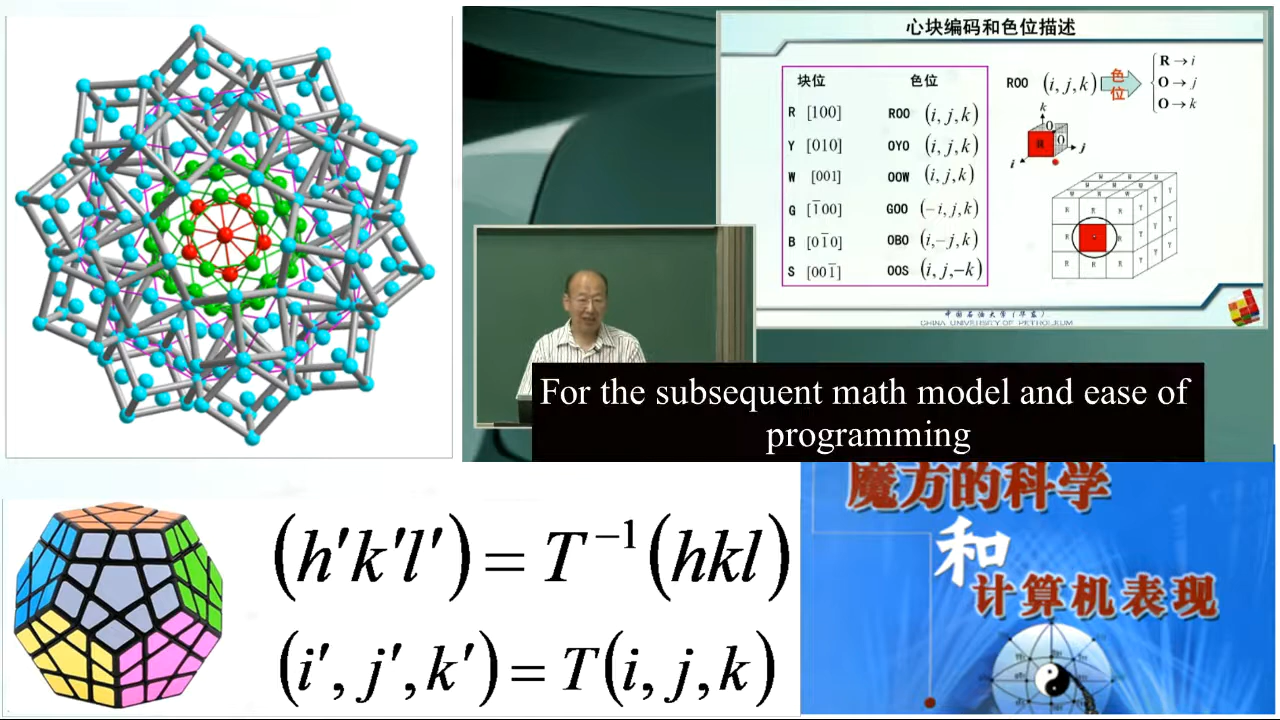 心块编码和色位描述
块位 色位
R [100] ROO (i, j, k)
Y [010] OYO (i, j, k)
W [001] OOW (i, j, k)
G [1̄00] GOO (−i, j, k)
B [01̄0] OBO (i,−j, k)
S [001̄] OOS (i, j,−k)
ROO (i, j, k) 色位 R → i
O → j
O → k
k
O
R O
j
i
W W W
W W W
W W W
R R R Y Y Y
R R Y Y Y
R R R Y Y Y
中国石油大学(华东)
CHINA UNIVERSITY OF PETROLEUM
For the subsequent math model and ease of
programming
(h′k′l′) = T⁻¹(hkl)
(i′, j′, k′) = T(i, j, k)
魔方的科学
和
计算机表现